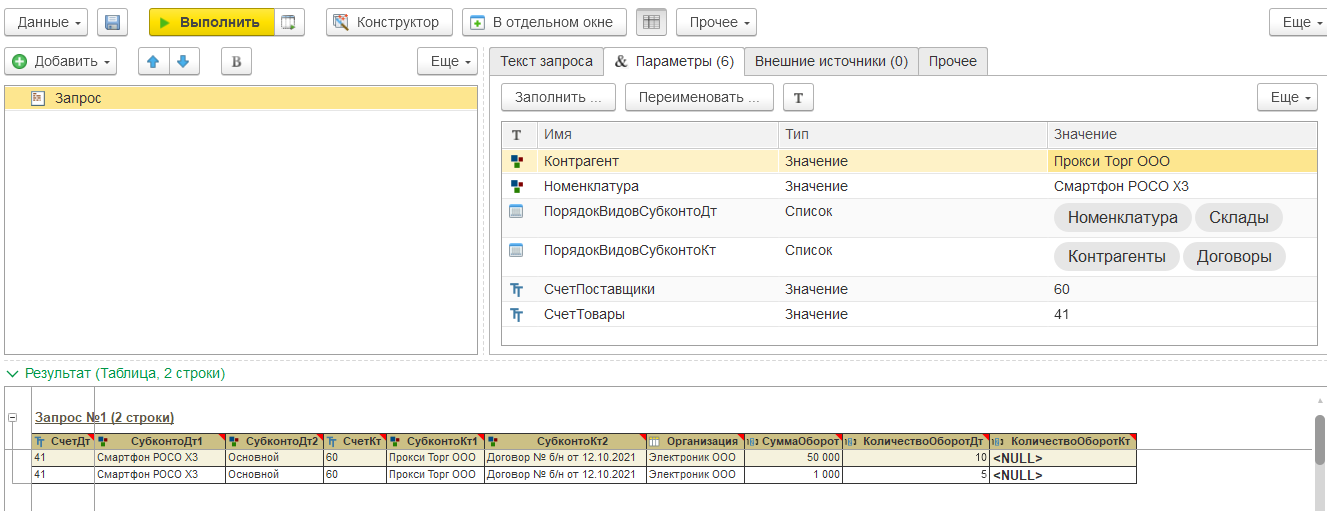 Данные Выполнить Конструктор В отдельном окне Прочее Еще
Добавить В Еще
Запрос
Текст запроса & Параметры (6) Внешние источники (0) Прочее
Заполнить ... Переименовать ... Т Еще
Т Имя Тип Значение
Контрагент Значение Прокси Торг ООО
Номенклатура Значение Смартфон POCO X3
ПорядокВидовСубконтоДт Список Номенклатура Склады
ПорядокВидовСубконтоКт Список Контрагенты Договоры
СчетПоставщики Значение 60
СчетТовары Значение 41
Результат (Таблица, 2 строки)
Запрос №1 (2 строки)
СчетДт СубконтоДт1 СубконтоДт2 СчетКт СубконтоКт1 СубконтоКт2 Организация СуммаОборот КоличествоОборотДт КоличествоОборотКт
41 Смартфон POCO X3 Основной 60 Прокси Торг ООО Договор № б/н от 12.10.2021 Электроник ООО 50 000 10 <NULL>
41 Смартфон POCO X3 Основной 60 Прокси Торг ООО Договор № б/н от 12.10.2021 Электроник ООО 1 000 5 <NULL>